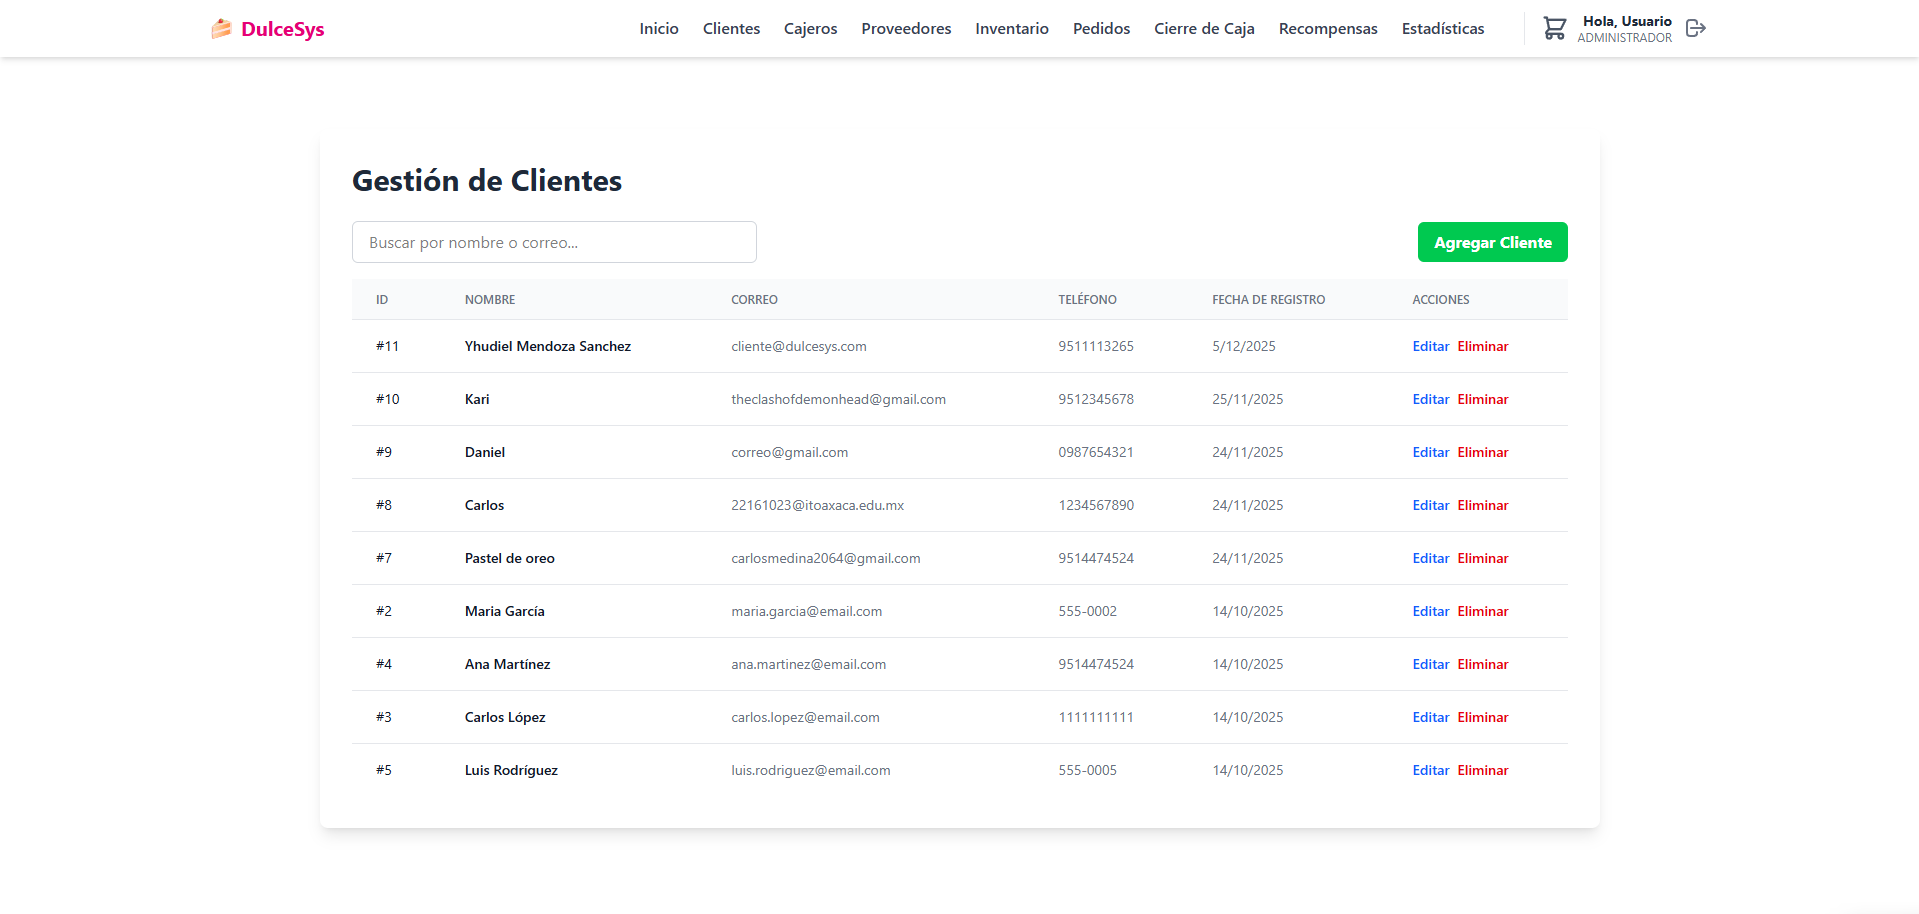 DulceSys
Inicio Clientes Cajeros Proveedores Inventario Pedidos Cierre de Caja Recompensas Estadísticas
Hola, Usuario
ADMINISTRADOR
Gestión de Clientes
Buscar por nombre o correo...
Agregar Cliente
ID NOMBRE CORREO TELÉFONO FECHA DE REGISTRO ACCIONES
#11 Yhudiel Mendoza Sanchez cliente@dulcesys.com 9511113265 5/12/2025 Editar Eliminar
#10 Kari theclashofdemonhead@gmail.com 9512345678 25/11/2025 Editar Eliminar
#9 Daniel correo@gmail.com 0987654321 24/11/2025 Editar Eliminar
#8 Carlos 22161023@itoaxaca.edu.mx 1234567890 24/11/2025 Editar Eliminar
#7 Pastel de oreo carlosmedina2064@gmail.com 9514474524 24/11/2025 Editar Eliminar
#2 Maria García maria.garcia@email.com 555-0002 14/10/2025 Editar Eliminar
#4 Ana Martínez ana.martinez@email.com 9514474524 14/10/2025 Editar Eliminar
#3 Carlos López carlos.lopez@email.com 1111111111 14/10/2025 Editar Eliminar
#5 Luis Rodríguez luis.rodriguez@email.com 555-0005 14/10/2025 Editar Eliminar